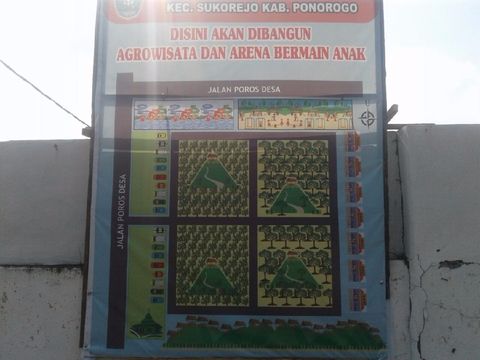 KEC. SUKOREJO KAB. PONOROGO
DISINI AKAN DIBANGUN
AGROWISATA DAN ARENA BERMAIN ANAK
JALAN POROS DESA
JALAN POROS DESA